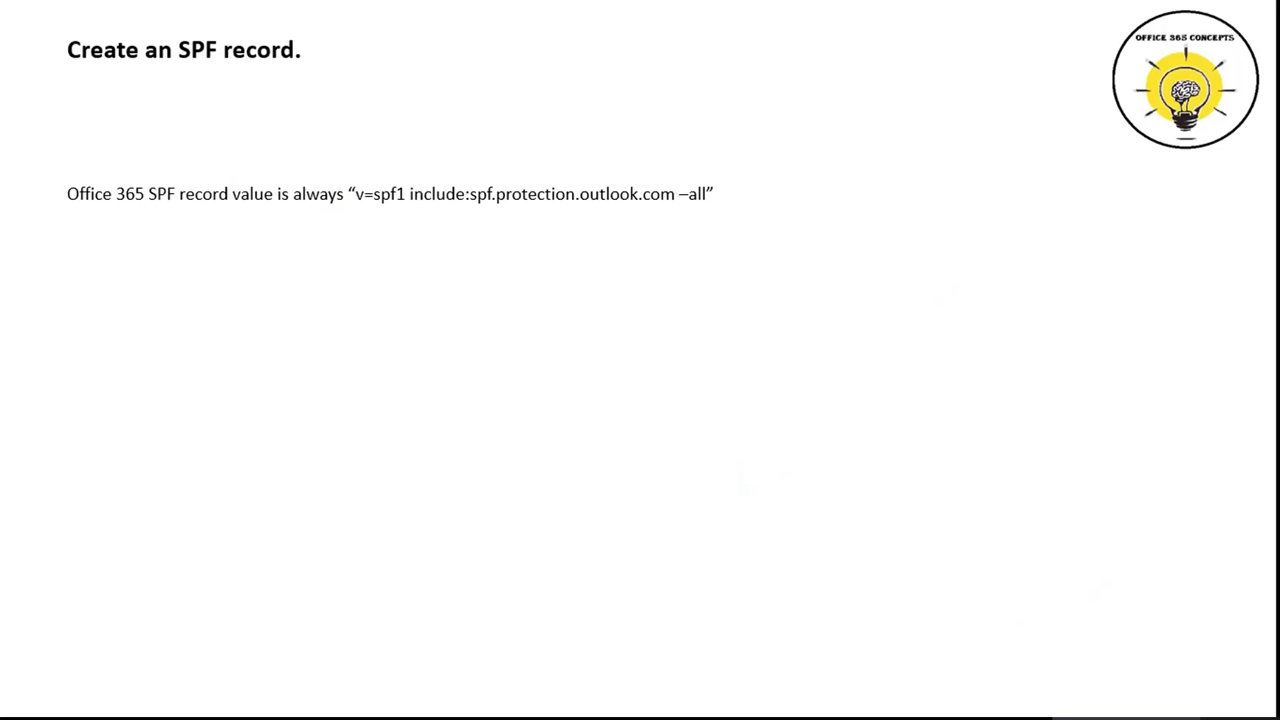 Create an SPF record.
OFFICE 365 CONCEPTS
Office 365 SPF record value is always “v=spf1 include:spf.protection.outlook.com –all”